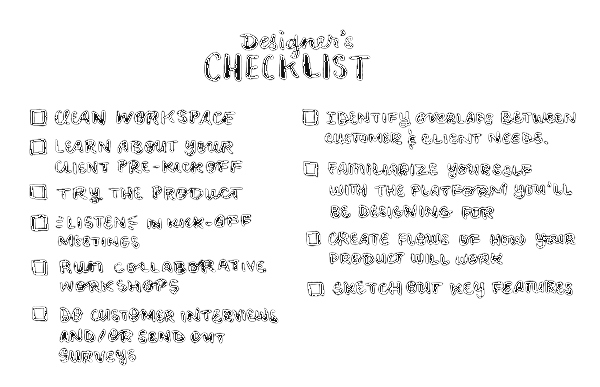 Designer's
CHECKLIST
CLEAN WORKSPACE
LEARN ABOUT YOUR
CLIENT PRE-KICKOFF
TRY THE PRODUCT
LISTEN IN KICK-OFF
MEETINGS
RUN COLLABORATIVE
WORKSHOPS
DO CUSTOMER INTERVIEWS
AND/OR SEND OUT
SURVEYS
IDENTIFY OVERLAPS BETWEEN
CUSTOMER & CLIENT NEEDS.
FAMILIARIZE YOURSELF
WITH THE PLATFORM YOU'LL
BE DESIGNING FOR
CREATE FLOWS OF HOW YOUR
PRODUCT WILL WORK
SKETCH OUT KEY FEATURES